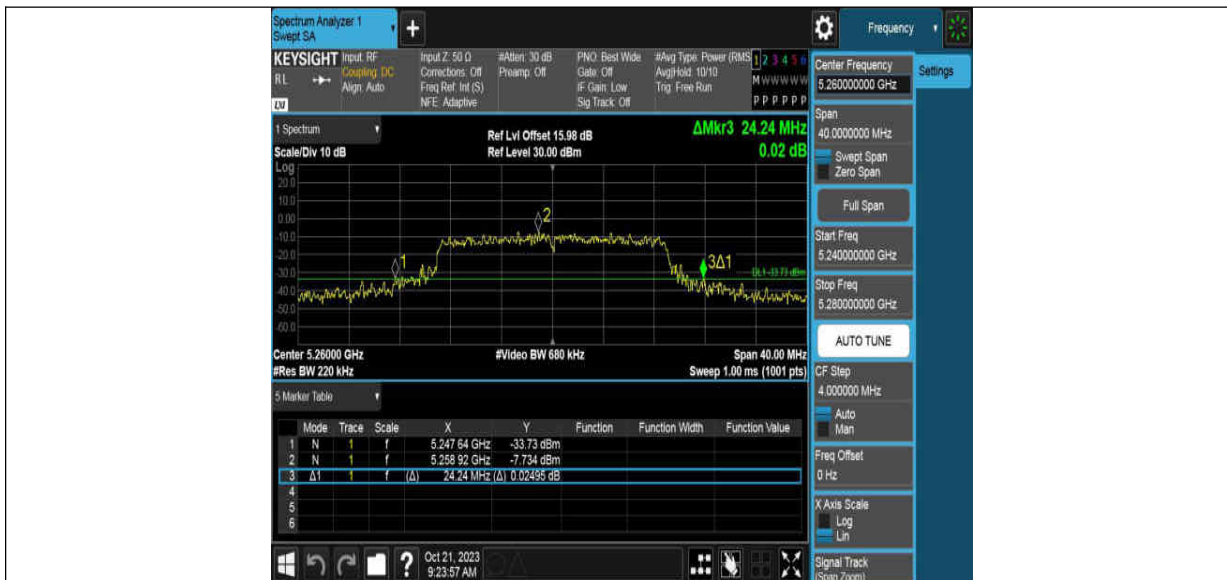 Spectrum Analyzer 1
Swept SA
+
Frequency
KEYSIGHT
RL
LXI
Input: RF
Coupling: DC
Align: Auto
Input Z: 50 Ω
Corrections: Off
Freq Ref: Int (S)
NFE: Adaptive
#Atten: 30 dB
Preamp: Off
PNO: Best Wide
Gate: Off
IF Gain: Low
Sig Track: Off
#Avg Type: Power (RMS
Avg|Hold: 10/10
Trig: Free Run
1 2 3 4 5 6
M W W W W W
P P P P P P
1 Spectrum
Scale/Div 10 dB
Ref Lvl Offset 15.98 dB
Ref Level 30.00 dBm
ΔMkr3 24.24 MHz
0.02 dB
Log
20.0
10.0
0.00
-10.0
-20.0
-30.0
-40.0
-50.0
-60.0
1
2
3Δ1
DL1 -33.73 dBm
Center 5.26000 GHz
#Res BW 220 kHz
#Video BW 680 kHz
Span 40.00 MHz
Sweep 1.00 ms (1001 pts)
5 Marker Table
Mode Trace Scale X Y Function Function Width Function Value
1 N 1 f 5.247 64 GHz -33.73 dBm
2 N 1 f 5.258 92 GHz -7.734 dBm
3 Δ1 1 f (Δ) 24.24 MHz (Δ) 0.02495 dB
4
5
6
?
Oct 21, 2023
9:23:57 AM
Center Frequency
5.260000000 GHz
Settings
Span
40.0000000 MHz
Swept Span
Zero Span
Full Span
Start Freq
5.240000000 GHz
Stop Freq
5.280000000 GHz
AUTO TUNE
CF Step
4.000000 MHz
Auto
Man
Freq Offset
0 Hz
X Axis Scale
Log
Lin
Signal Track
(Span Zoom)